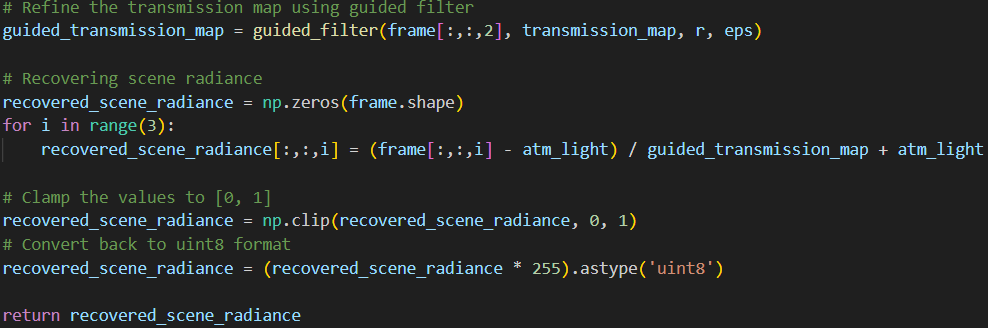 # Refine the transmission map using guided filter
guided_transmission_map = guided_filter(frame[:,:,2], transmission_map, r, eps)
# Recovering scene radiance
recovered_scene_radiance = np.zeros(frame.shape)
for i in range(3):
    recovered_scene_radiance[:,:,i] = (frame[:,:,i] - atm_light) / guided_transmission_map + atm_light
# Clamp the values to [0, 1]
recovered_scene_radiance = np.clip(recovered_scene_radiance, 0, 1)
# Convert back to uint8 format
recovered_scene_radiance = (recovered_scene_radiance * 255).astype('uint8')
return recovered_scene_radiance